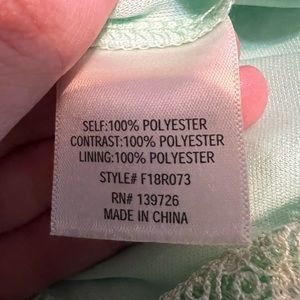 SELF:100% POLYESTER
CONTRAST:100% POLYESTER
LINING:100% POLYESTER
STYLE# F18R073
RN# 139726
MADE IN CHINA